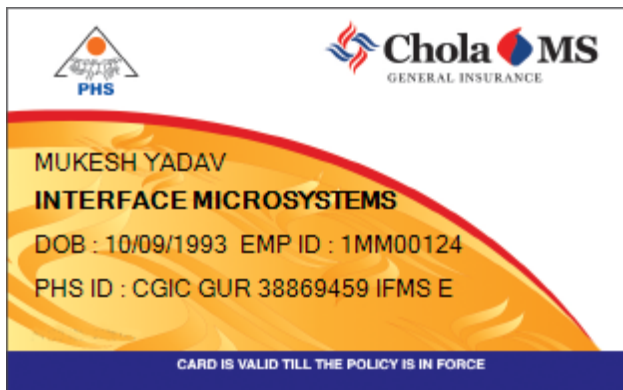 PHS
Chola MS
GENERAL INSURANCE
MUKESH YADAV
INTERFACE MICROSYSTEMS
DOB : 10/09/1993 EMP ID : 1MM00124
PHS ID : CGIC GUR 38869459 IFMS E
CARD IS VALID TILL THE POLICY IS IN FORCE